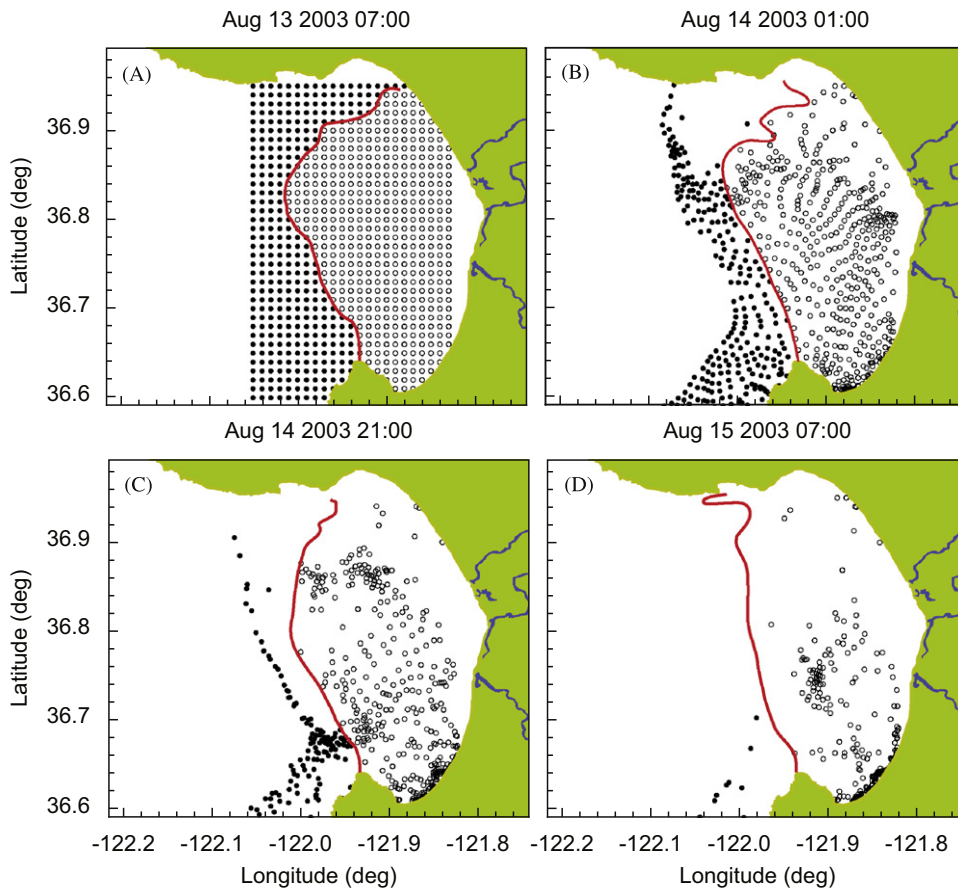 Aug 13 2003 07:00
Aug 14 2003 01:00
(A)
(B)
Latitude (deg)
36.9
36.8
36.7
36.6
Aug 14 2003 21:00
Aug 15 2003 07:00
(C)
(D)
Latitude (deg)
36.9
36.8
36.7
36.6
-122.2 -122.1 -122.0 -121.9 -121.8
-122.2 -122.1 -122.0 -121.9 -121.8
Longitude (deg)
Longitude (deg)